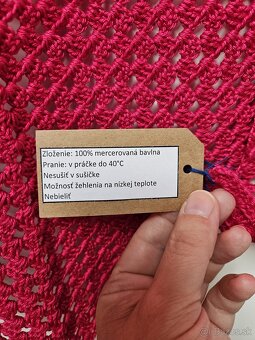 Zloženie: 100% mercerovaná bavlna
Pranie: v práčke do 40°C
Nesušiť v sušičke
Možnosť žehlenia na nízkej teplote
Nebieliť